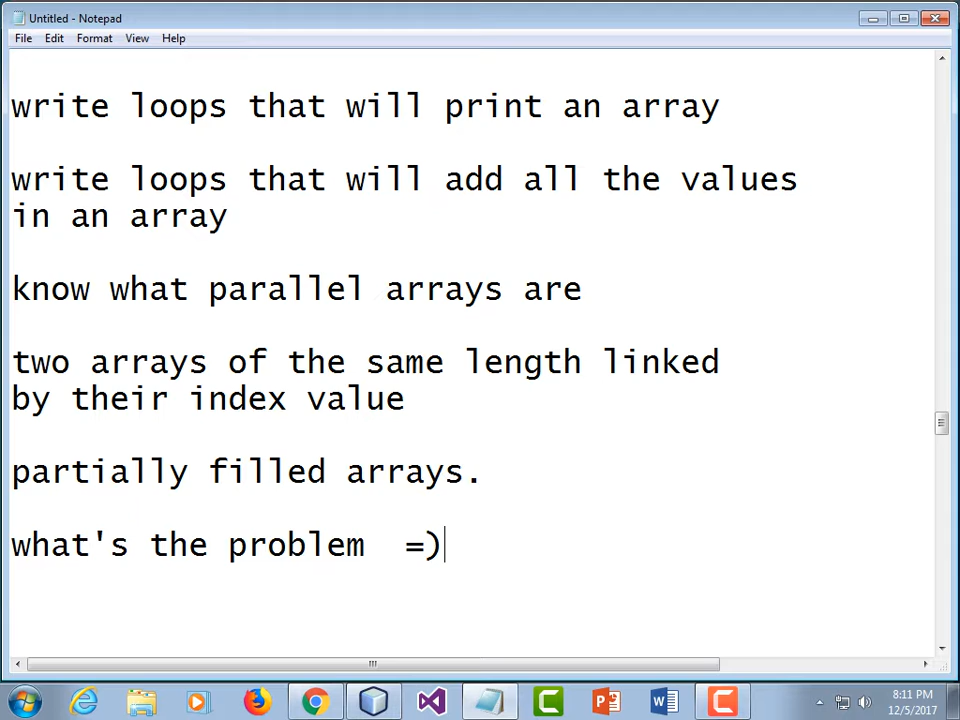 Untitled - Notepad
File Edit Format View Help
write loops that will print an array
write loops that will add all the values
in an array
know what parallel arrays are
two arrays of the same length linked
by their index value
partially filled arrays.
what's the problem  =)
8:11 PM
12/5/2017